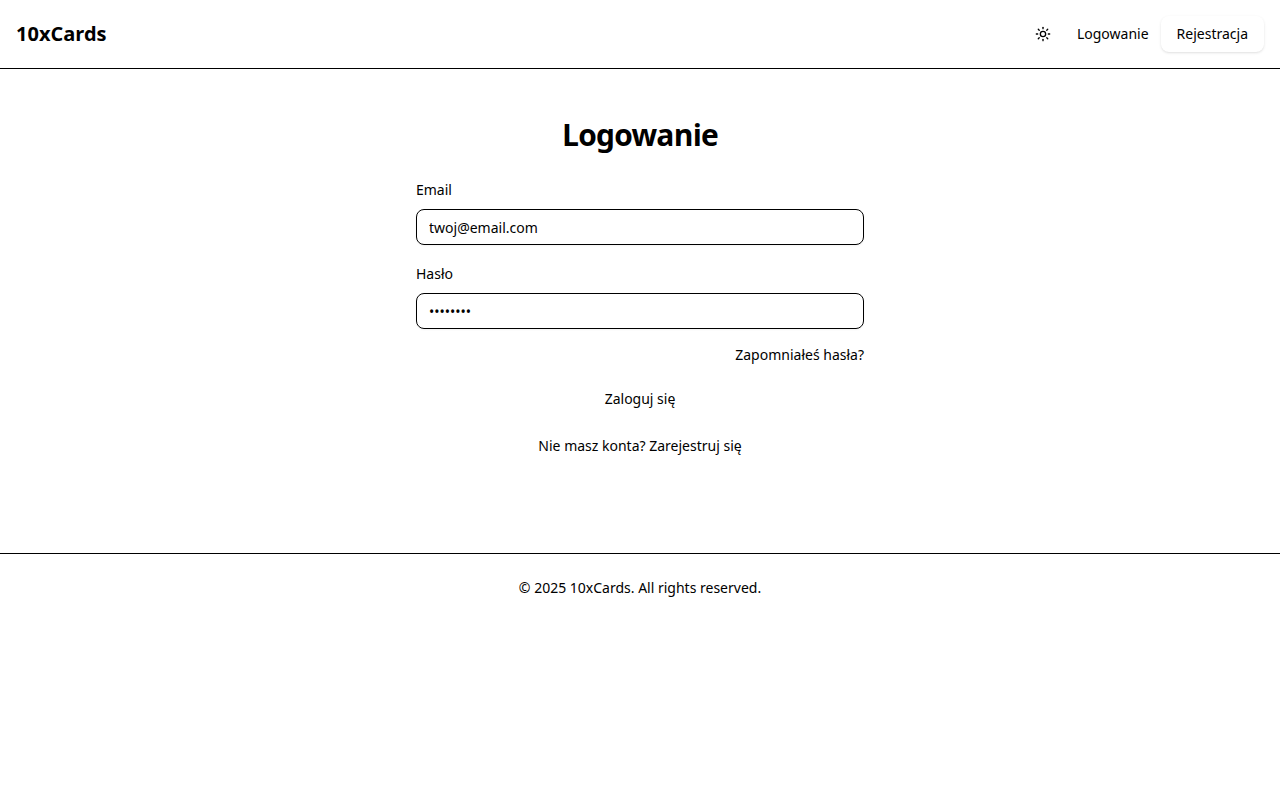 10xCards
Logowanie
Rejestracja
Logowanie
Email
twoj@email.com
Hasło
••••••••
Zapomniałeś hasła?
Zaloguj się
Nie masz konta? Zarejestruj się
© 2025 10xCards. All rights reserved.